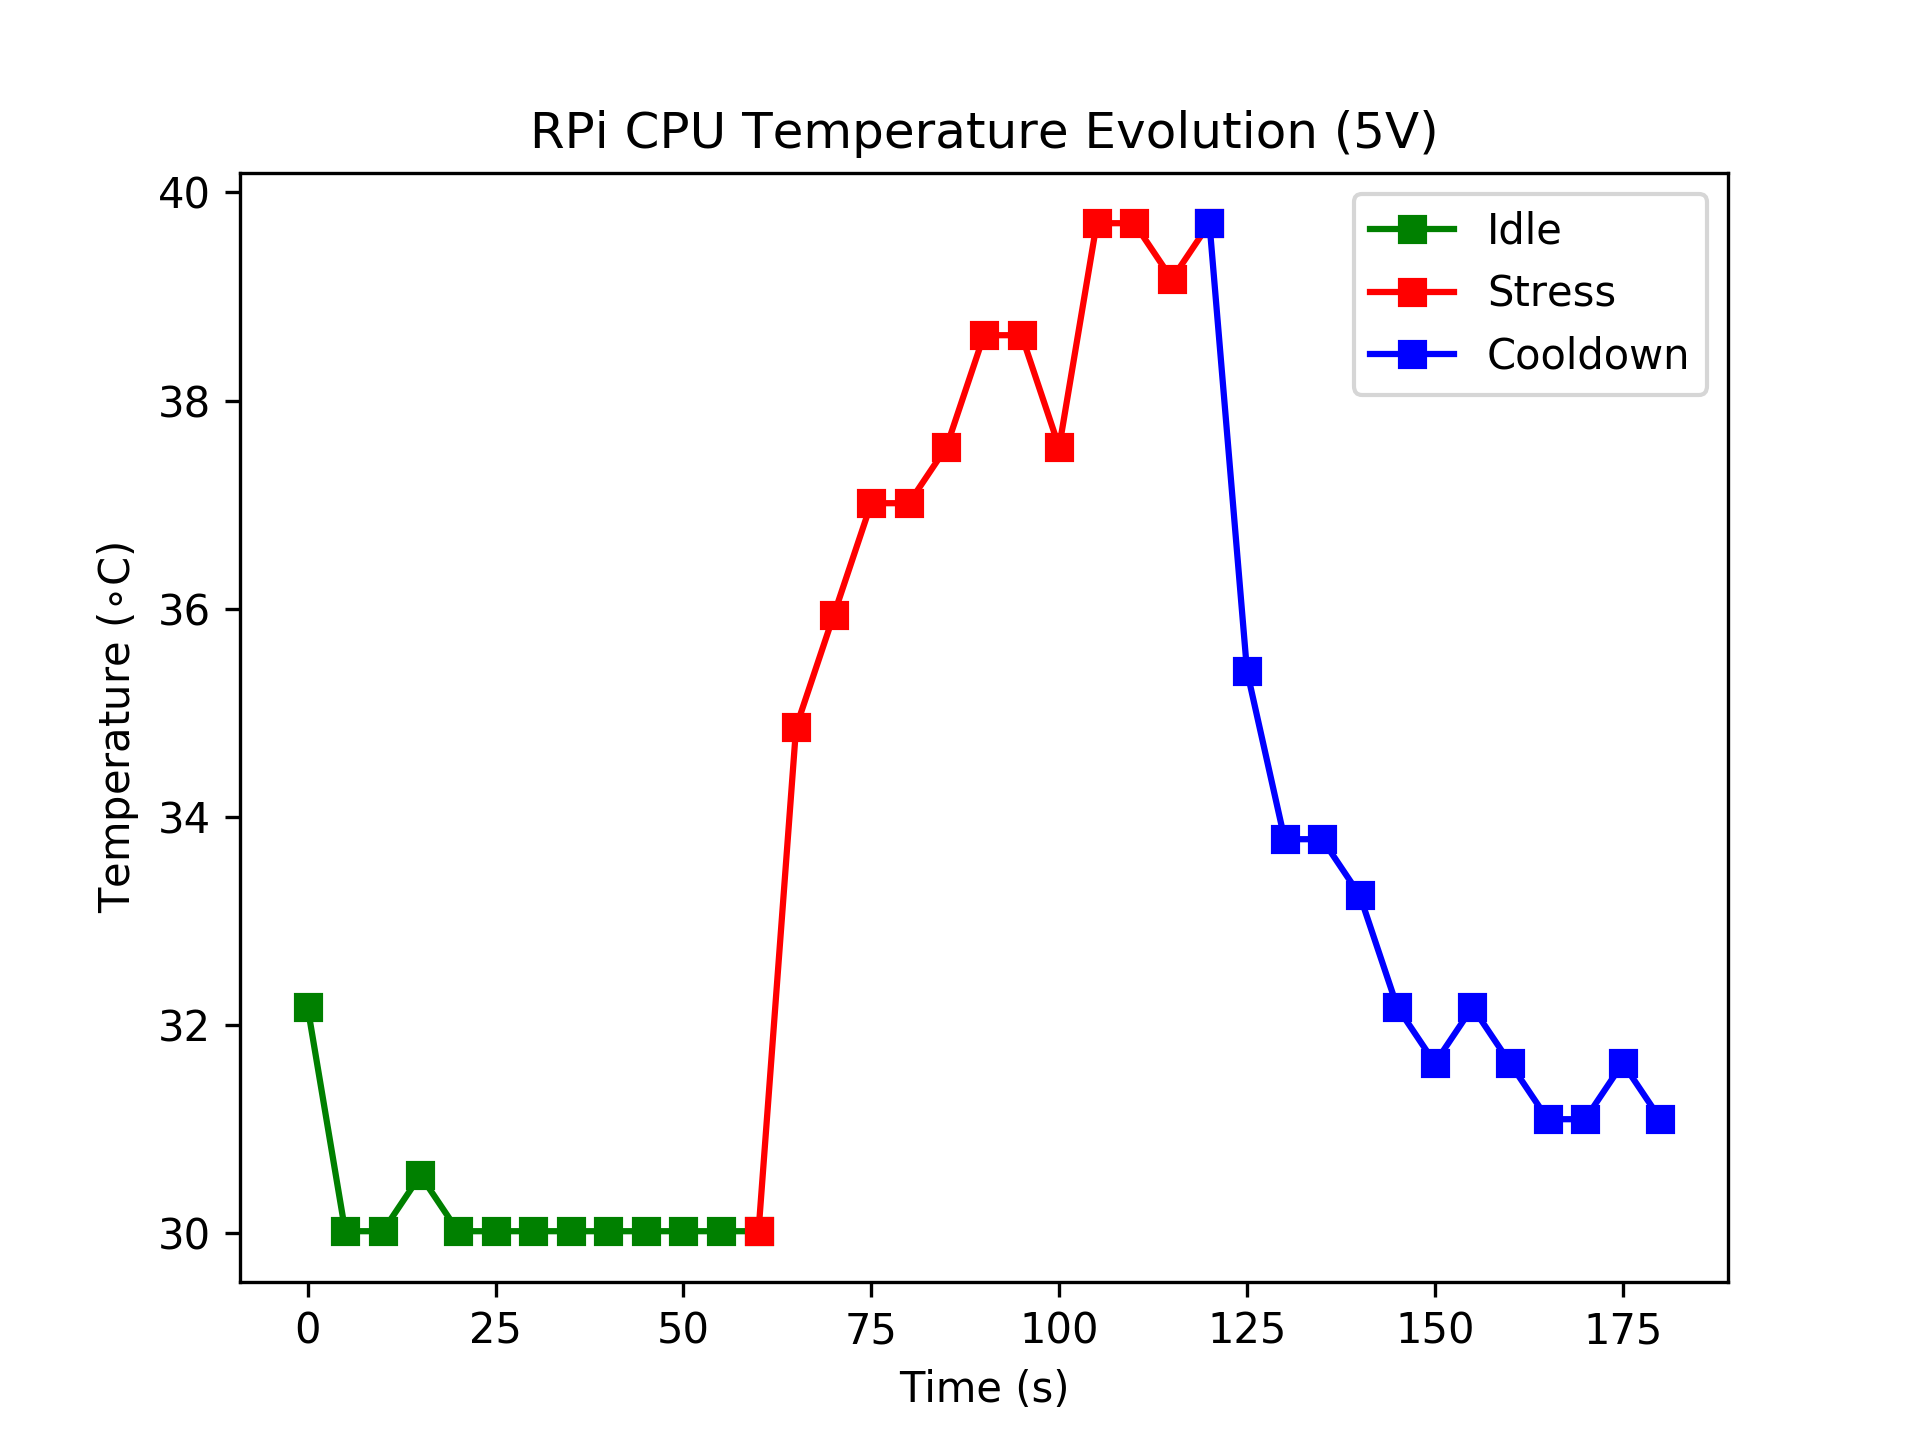 RPi CPU Temperature Evolution (5V)
Idle
Stress
Cooldown
Temperature (∘C)
40
38
36
34
32
30
0 25 50 75 100 125 150 175
Time (s)